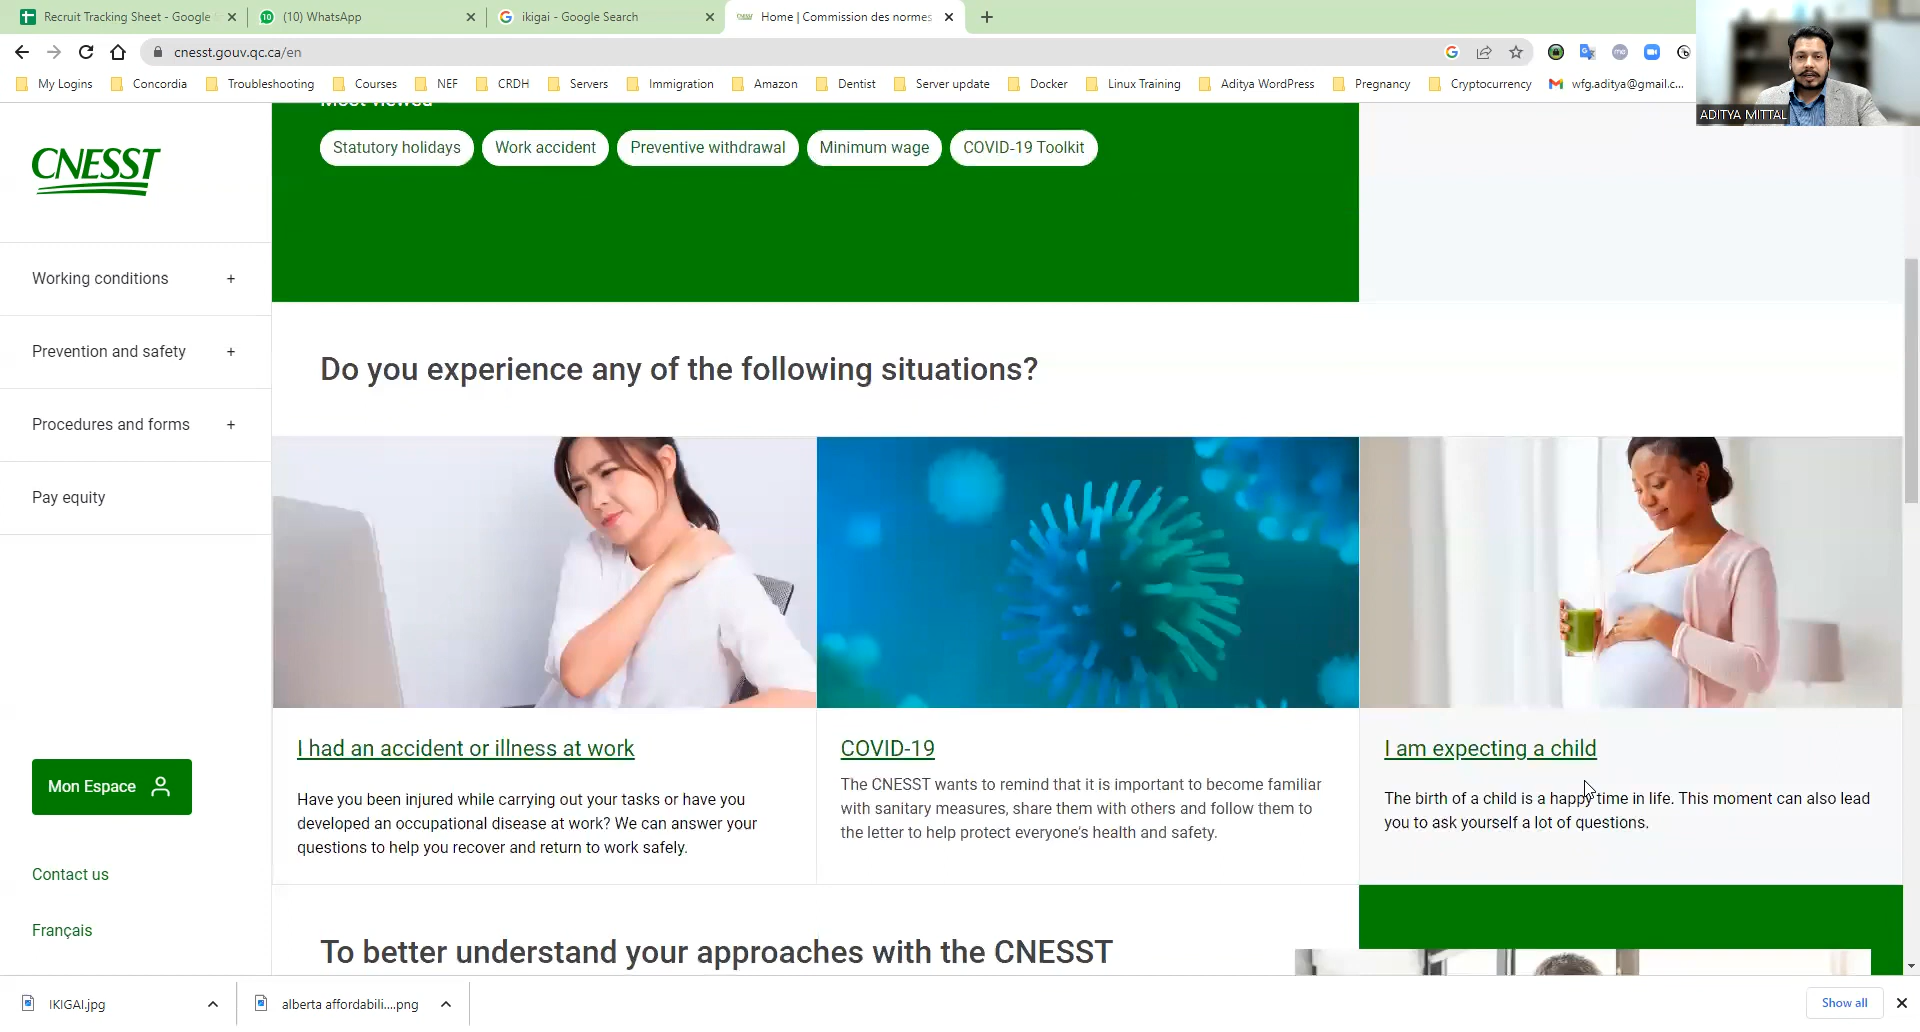 Recruit Tracking Sheet - Google S
(10) WhatsApp
ikigai - Google Search
Home | Commission des normes
cnesst.gouv.qc.ca/en
My Logins
Concordia
Troubleshooting
Courses
NEF
CRDH
Servers
Immigration
Amazon
Dentist
Server update
Docker
Linux Training
Aditya WordPress
Pregnancy
Cryptocurrency
wfg.aditya@gmail.c...
ADITYA MITTAL
CNESST
Working conditions +
Prevention and safety +
Procedures and forms +
Pay equity
Mon Espace
Contact us
Français
Most viewed
Statutory holidays
Work accident
Preventive withdrawal
Minimum wage
COVID-19 Toolkit
Do you experience any of the following situations?
I had an accident or illness at work
Have you been injured while carrying out your tasks or have you
developed an occupational disease at work? We can answer your
questions to help you recover and return to work safely.
COVID-19
The CNESST wants to remind that it is important to become familiar
with sanitary measures, share them with others and follow them to
the letter to help protect everyone's health and safety.
I am expecting a child
The birth of a child is a happy time in life. This moment can also lead
you to ask yourself a lot of questions.
To better understand your approaches with the CNESST
IKIGAI.jpg
alberta affordabili....png
Show all